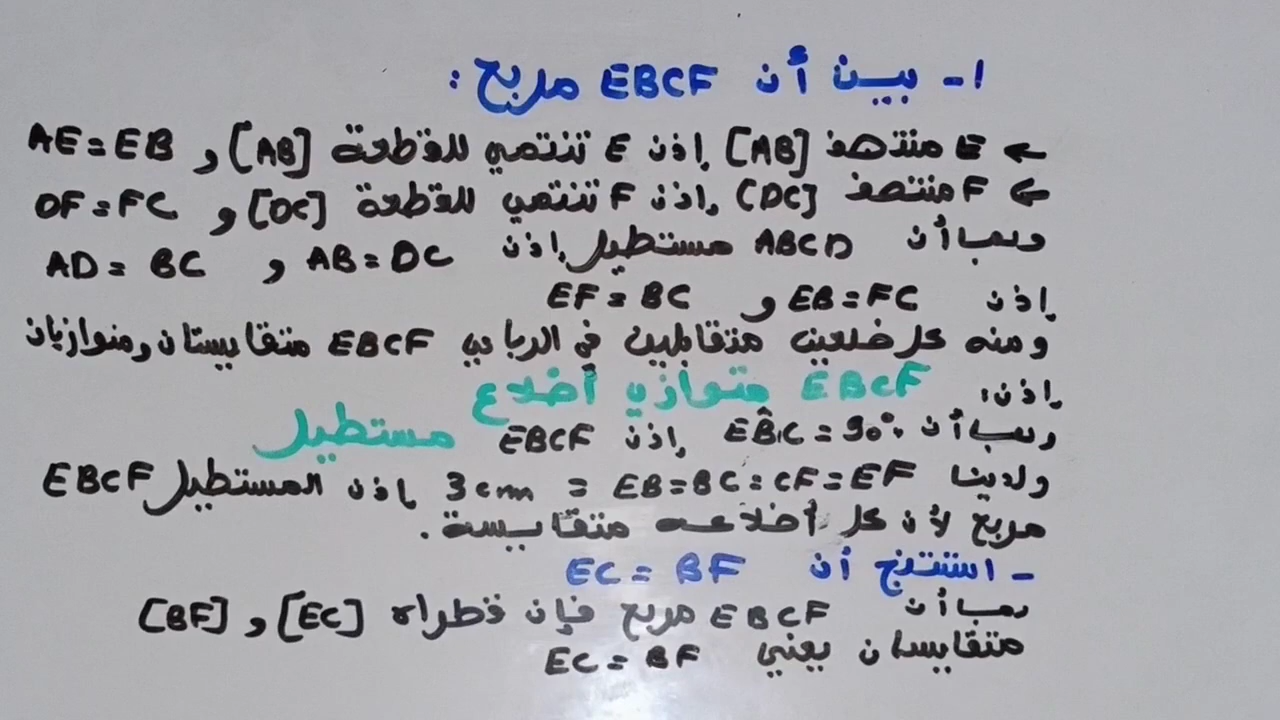 1- بين أن EBCF مربع :
← E منتصف [AB] إذن E تنتمي للقطعة [AB] و AE=EB
← F منتصف [DC] إذن F تنتمي للقطعة [DC] و DF=FC
وبما أن ABCD مستطيل إذن AB=DC و AD=BC
إذن EB=FC و EF=BC
ومنه كل ضلعين متقابلين في الرباعي EBCF متقايستان ومتوازيان
إذن: EBCF متوازي أضلاع
وبما أن EB̂C=90° إذن EBCF مستطيل
ولدينا EB=BC=CF=EF = 3cm إذن المستطيل EBCF
مربع لأن كل أضلاعه متقايسة.
- استنتج أن EC=BF
بما أن EBCF مربع فإن قطراه [EC] و [BF]
متقايسان يعني EC=BF